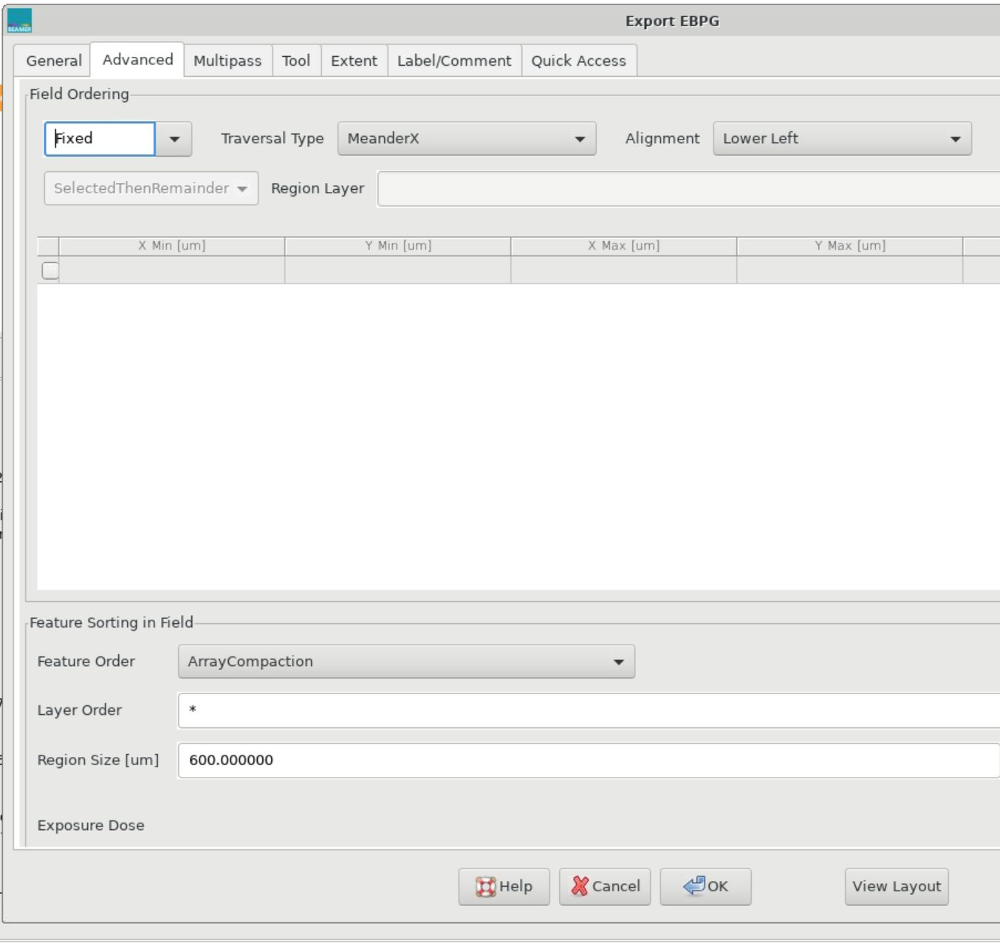 Export EBPG
BEAMER
General Advanced Multipass Tool Extent Label/Comment Quick Access
Field Ordering
Fixed Traversal Type MeanderX Alignment Lower Left
SelectedThenRemainder Region Layer
X Min [um] Y Min [um] X Max [um] Y Max [um]
Feature Sorting in Field
Feature Order ArrayCompaction
Layer Order *
Region Size [um] 600.000000
Exposure Dose
Help Cancel OK View Layout